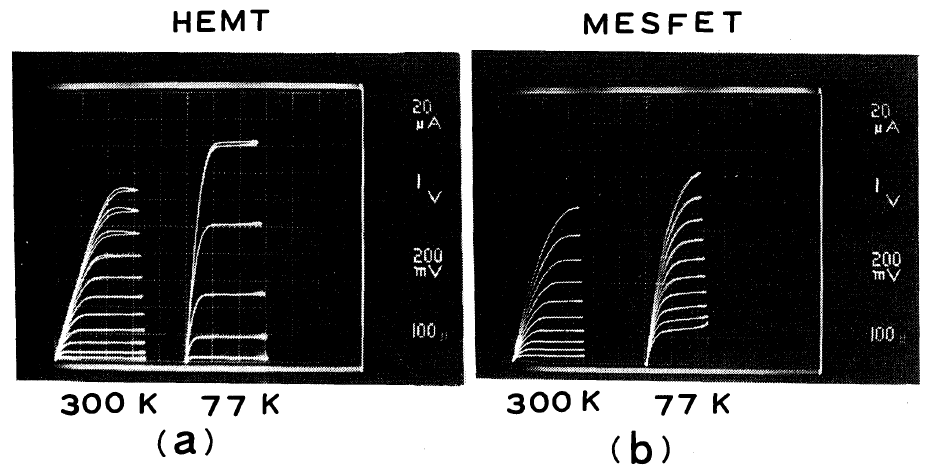 HEMT
MESFET
20
μA
1
V
200
mV
100 μ
20
μA
1
V
200
mV
100 μ
300 K 77 K
(a)
300 K 77 K
(b)